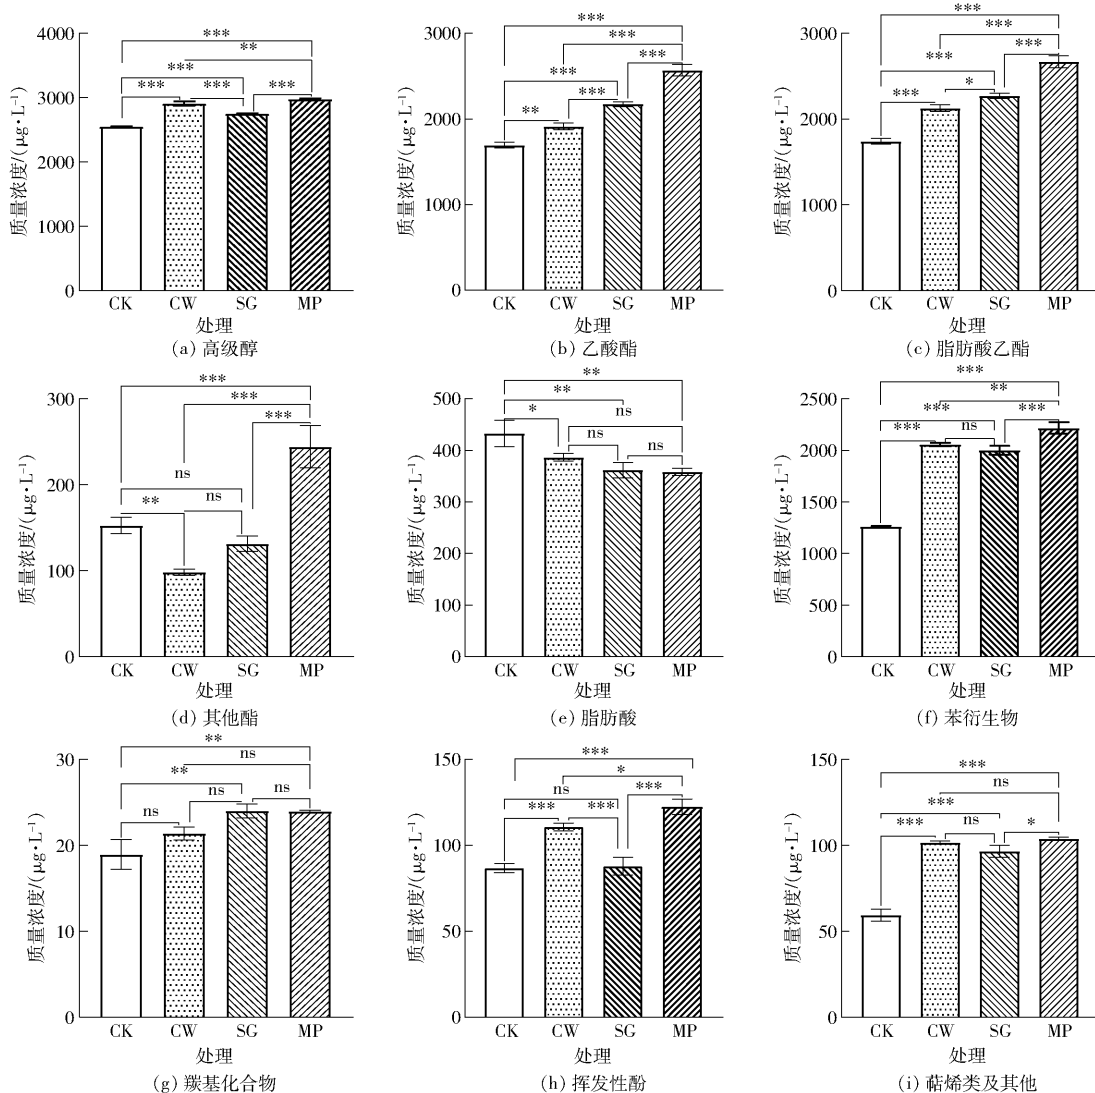 质量浓度/(μg·L⁻¹)
4000
3000
2000
1000
0
***
**
***
***
***
***
CK CW SG MP
处理
(a) 高级醇
质量浓度/(μg·L⁻¹)
3000
2000
1000
0
***
***
***
***
***
**
CK CW SG MP
处理
(b) 乙酸酯
质量浓度/(μg·L⁻¹)
3000
2000
1000
0
***
***
***
***
*
***
CK CW SG MP
处理
(c) 脂肪酸乙酯
质量浓度/(μg·L⁻¹)
300
200
100
0
***
***
***
ns
ns
**
CK CW SG MP
处理
(d) 其他酯
质量浓度/(μg·L⁻¹)
500
400
300
200
100
0
**
**
ns
*
ns
ns
CK CW SG MP
处理
(e) 脂肪酸
质量浓度/(μg·L⁻¹)
2500
2000
1500
1000
500
0
***
**
***
***
ns
***
CK CW SG MP
处理
(f) 苯衍生物
质量浓度/(μg·L⁻¹)
30
20
10
0
**
ns
**
ns
ns
ns
CK CW SG MP
处理
(g) 羰基化合物
质量浓度/(μg·L⁻¹)
150
100
50
0
***
*
ns
***
***
***
CK CW SG MP
处理
(h) 挥发性酚
质量浓度/(μg·L⁻¹)
150
100
50
0
***
ns
***
***
ns
*
CK CW SG MP
处理
(i) 萜烯类及其他